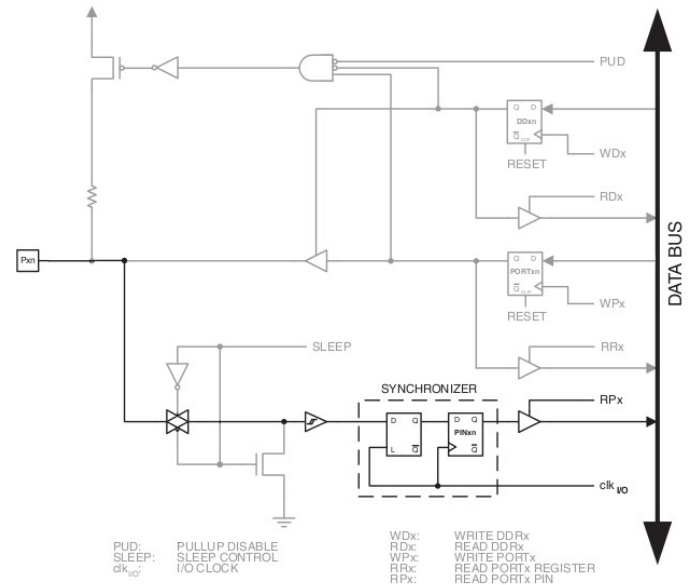 PUD
Q D
DDxn
Q CLR
WDx
RESET
RDx
Pxn
Q D
PORTxn
Q CLR
WPx
RESET
SLEEP
RRx
SYNCHRONIZER
RPx
D Q
D Q
PINxn
L Q
Q
clk I/O
DATA BUS
PUD: PULLUP DISABLE
SLEEP: SLEEP CONTROL
clkI/O: I/O CLOCK
WDx: WRITE DDRx
RDx: READ DDRx
WPx: WRITE PORTx
RRx: READ PORTx REGISTER
RPx: READ PORTx PIN